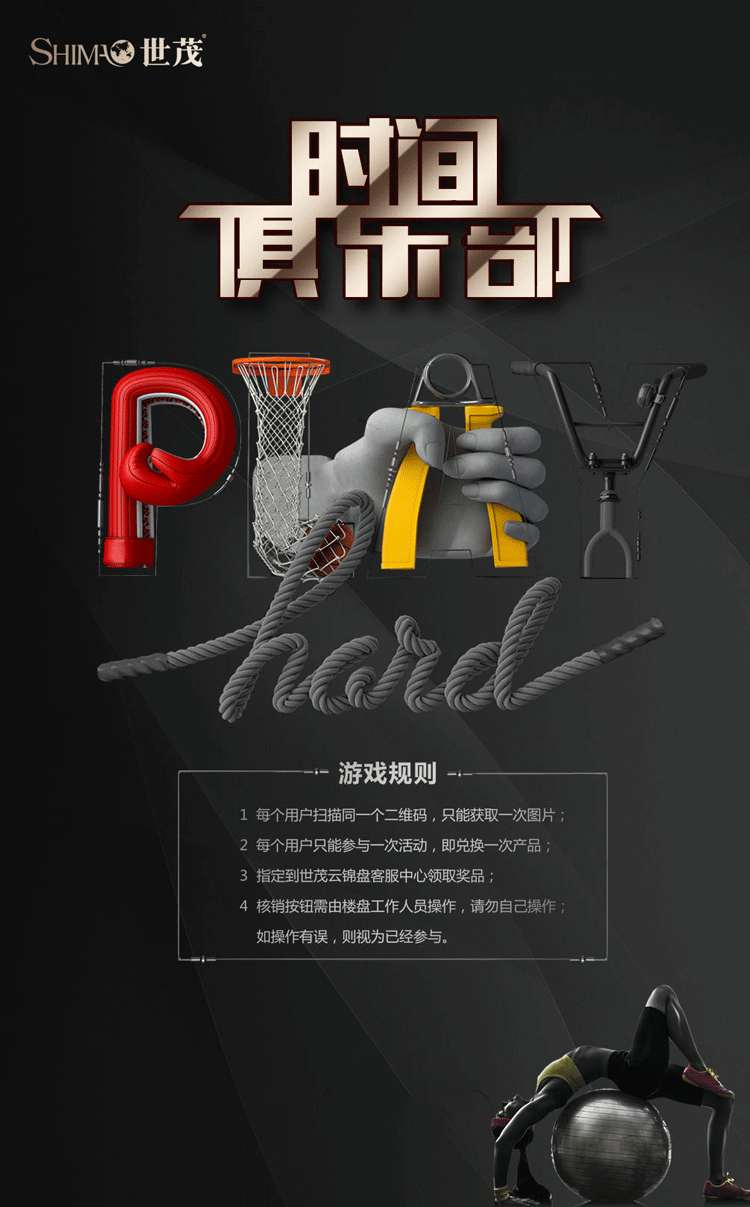 SHIMAO 世茂®
时间
俱乐部
PLAY
hard
游戏规则
1 每个用户扫描同一个二维码，只能获取一次图片；
2 每个用户只能参与一次活动，即兑换一次产品；
3 指定到世茂云锦盘客服中心领取奖品；
4 核销按钮需由楼盘工作人员操作，请勿自己操作；
如操作有误，则视为已经参与。